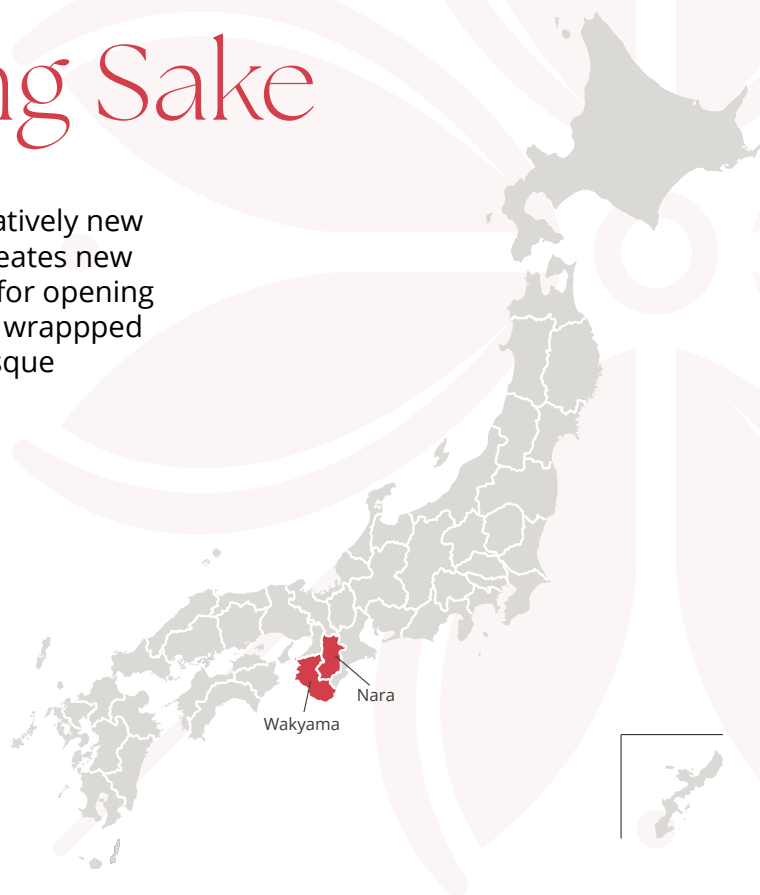 ng Sake
atively new
eates new
for opening
wrappped
sque
Nara
Wakyama